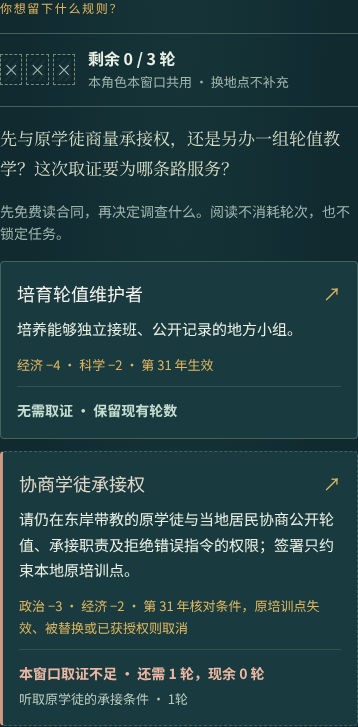 你想留下什么规则？
剩余 0 / 3 轮
本角色本窗口共用 · 换地点不补充
先与原学徒商量承接权，还是另办一组轮值教
学？这次取证要为哪条路服务？
先免费读合同，再决定调查什么。阅读不消耗轮次，也不
锁定任务。
培育轮值维护者 ↗
培养能够独立接班、公开记录的地方小组。
经济 −4 · 科学 −2 · 第 31 年生效
无需取证 · 保留现有轮数
协商学徒承接权 ↗
请仍在东岸带教的原学徒与当地居民协商公开轮
值、承接职责及拒绝错误指令的权限；签署只约
束本地原培训点。
政治 −3 · 经济 −2 · 第 31 年核对条件，原培训点失
效、被替换或已获授权则取消
本窗口取证不足 · 还需 1 轮，现余 0 轮
听取原学徒的承接条件 · 1轮